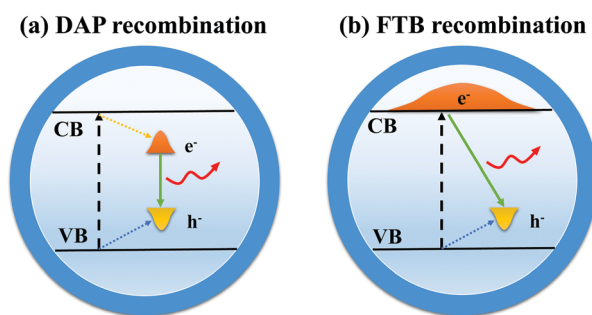 (a) DAP recombination
(b) FTB recombination
CB
e-
h-
VB
e-
CB
h-
VB